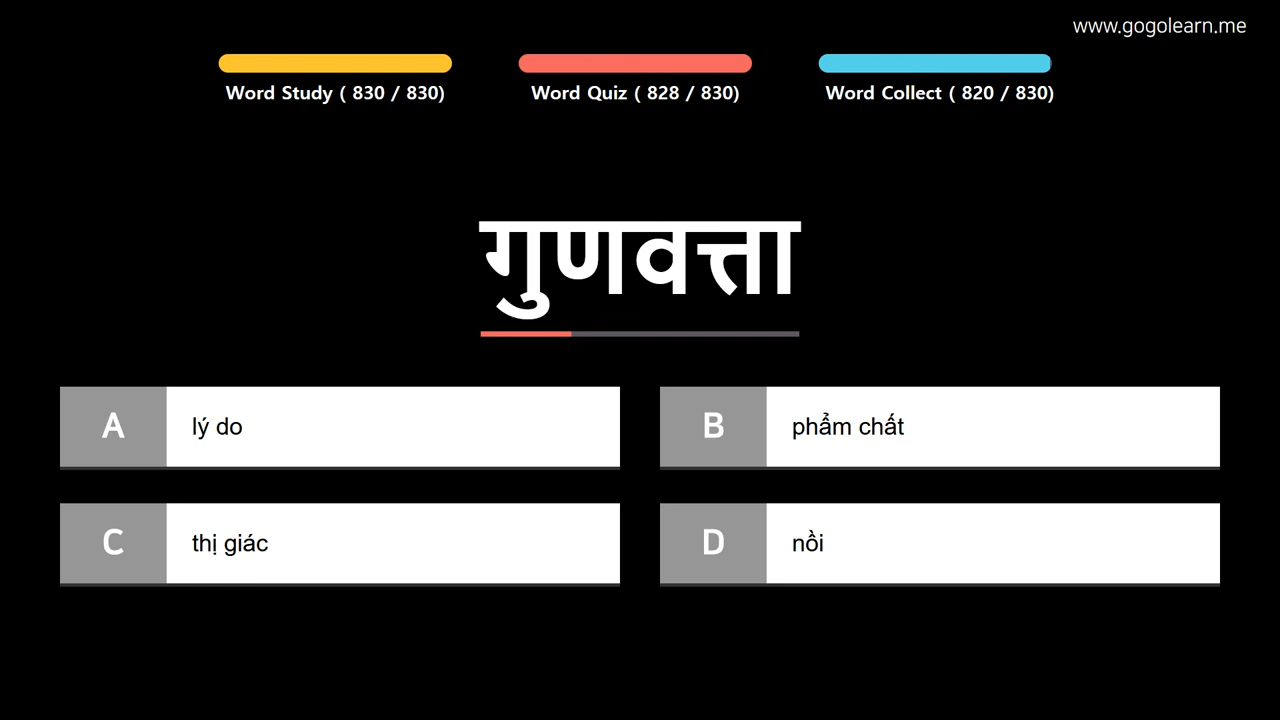 www.gogolearn.me
Word Study ( 830 / 830)
Word Quiz ( 828 / 830)
Word Collect ( 820 / 830)
गुणवत्ता
A lý do
B phẩm chất
C thị giác
D nồi